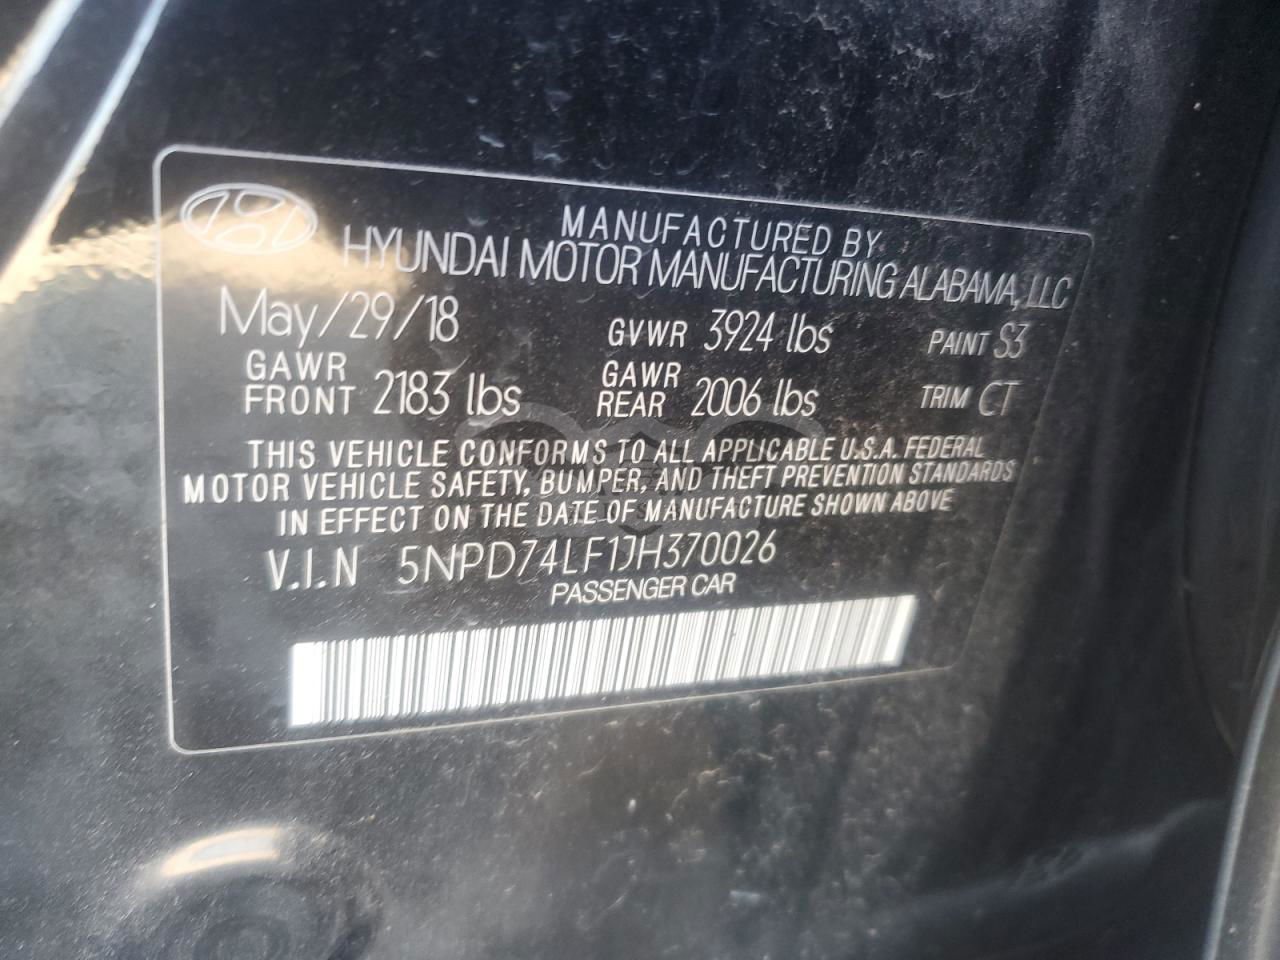 MANUFACTURED BY
HYUNDAI MOTOR MANUFACTURING ALABAMA, LLC
May/29/18 GVWR 3924 lbs PAINT S3
GAWR FRONT 2183 lbs GAWR REAR 2006 lbs TRIM CT
THIS VEHICLE CONFORMS TO ALL APPLICABLE U.S.A. FEDERAL
MOTOR VEHICLE SAFETY, BUMPER, AND THEFT PREVENTION STANDARDS
IN EFFECT ON THE DATE OF MANUFACTURE SHOWN ABOVE
V.I.N 5NPD74LF1JH370026
PASSENGER CAR